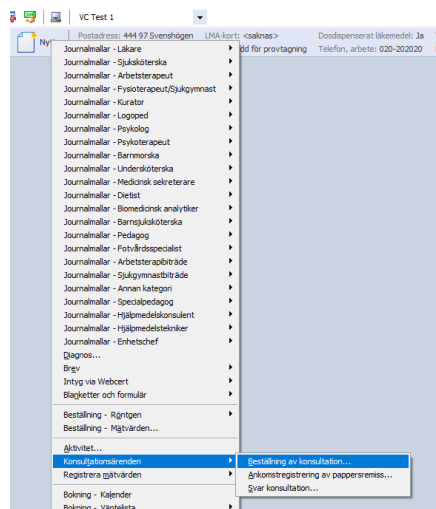 VC Test 1
Postadress: 444 97 Svenshögen LMA-kort: <saknas> Dosdispenserat läkemedel: Ja
Telefon, arbete: 020-202020
Journalmallar - Läkare
Journalmallar - Sjuksköterska
Journalmallar - Arbetsterapeut
Journalmallar - Fysioterapeut/Sjukgymnast
Journalmallar - Kurator
Journalmallar - Logoped
Journalmallar - Psykolog
Journalmallar - Psykoterapeut
Journalmallar - Barnmorska
Journalmallar - Undersköterska
Journalmallar - Medicinsk sekreterare
Journalmallar - Dietist
Journalmallar - Biomedicinsk analytiker
Journalmallar - Barnsjuksköterska
Journalmallar - Pedagog
Journalmallar - Fotvårdsspecialist
Journalmallar - Arbetsterapibiträde
Journalmallar - Sjukgymnastbiträde
Journalmallar - Annan kategori
Journalmallar - Specialpedagog
Journalmallar - Hjälpmedelskonsulent
Journalmallar - Hjälpmedelstekniker
Journalmallar - Enhetschef
Diagnos...
Brev
Intyg via Webcert
Blanketter och formulär
Beställning - Röntgen
Beställning - Mätvärden...
Aktivitet...
Konsultationsärenden
Registrera mätvärden
Bokning - Kalender
Bokning - Väntelista
Beställning av konsultation...
Ankomstregistrering av pappersremiss...
Svar konsultation...